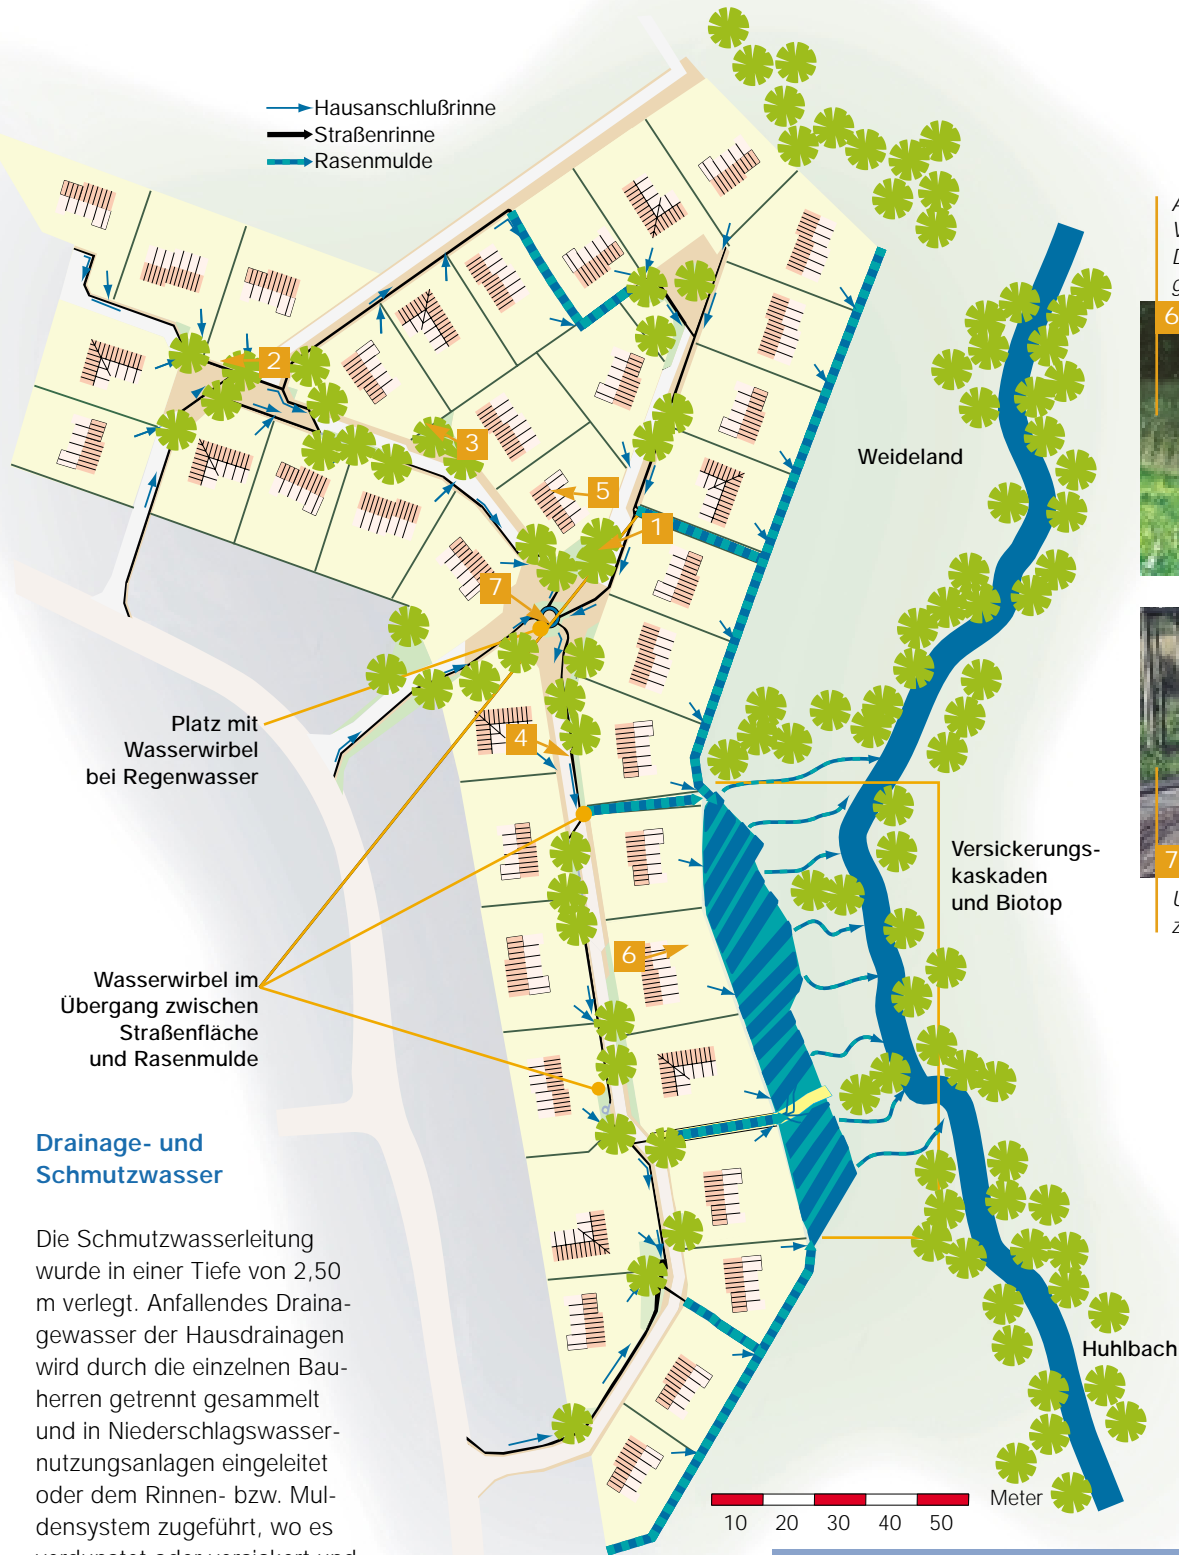 Hausanschlußrinne
Straßenrinne
Rasenmulde
6
2
3
Weideland
5
1
7
Platz mit
Wasserwirbel
bei Regenwasser
4
Versickerungs-
kaskaden
und Biotop
7
6
Wasserwirbel im
Übergang zwischen
Straßenfläche
und Rasenmulde
Drainage- und
Schmutzwasser
Die Schmutzwasserleitung
wurde in einer Tiefe von 2,50
m verlegt. Anfallendes Draina-
gewasser der Hausdrainagen
wird durch die einzelnen Bau-
herren getrennt gesammelt
und in Niederschlagswasser-
nutzungsanlagen eingeleitet
oder dem Rinnen- bzw. Mul-
densystem zugeführt, wo es
verdunstet oder versickert und
Huhlbach
Meter
10 20 30 40 50